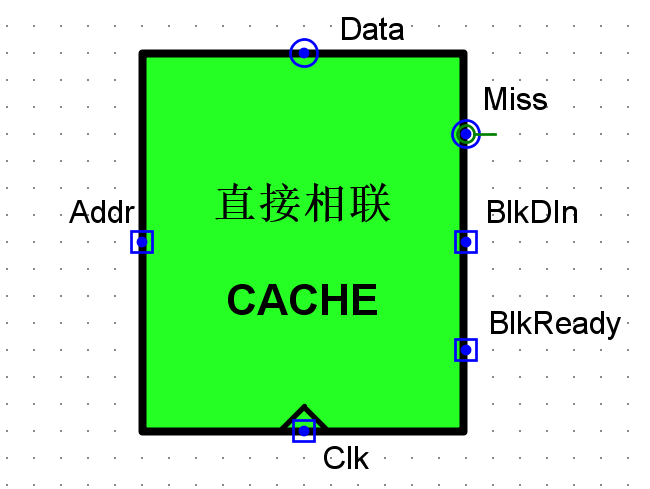 Data
Miss
Addr
直接相联
BlkDIn
CACHE
BlkReady
Clk